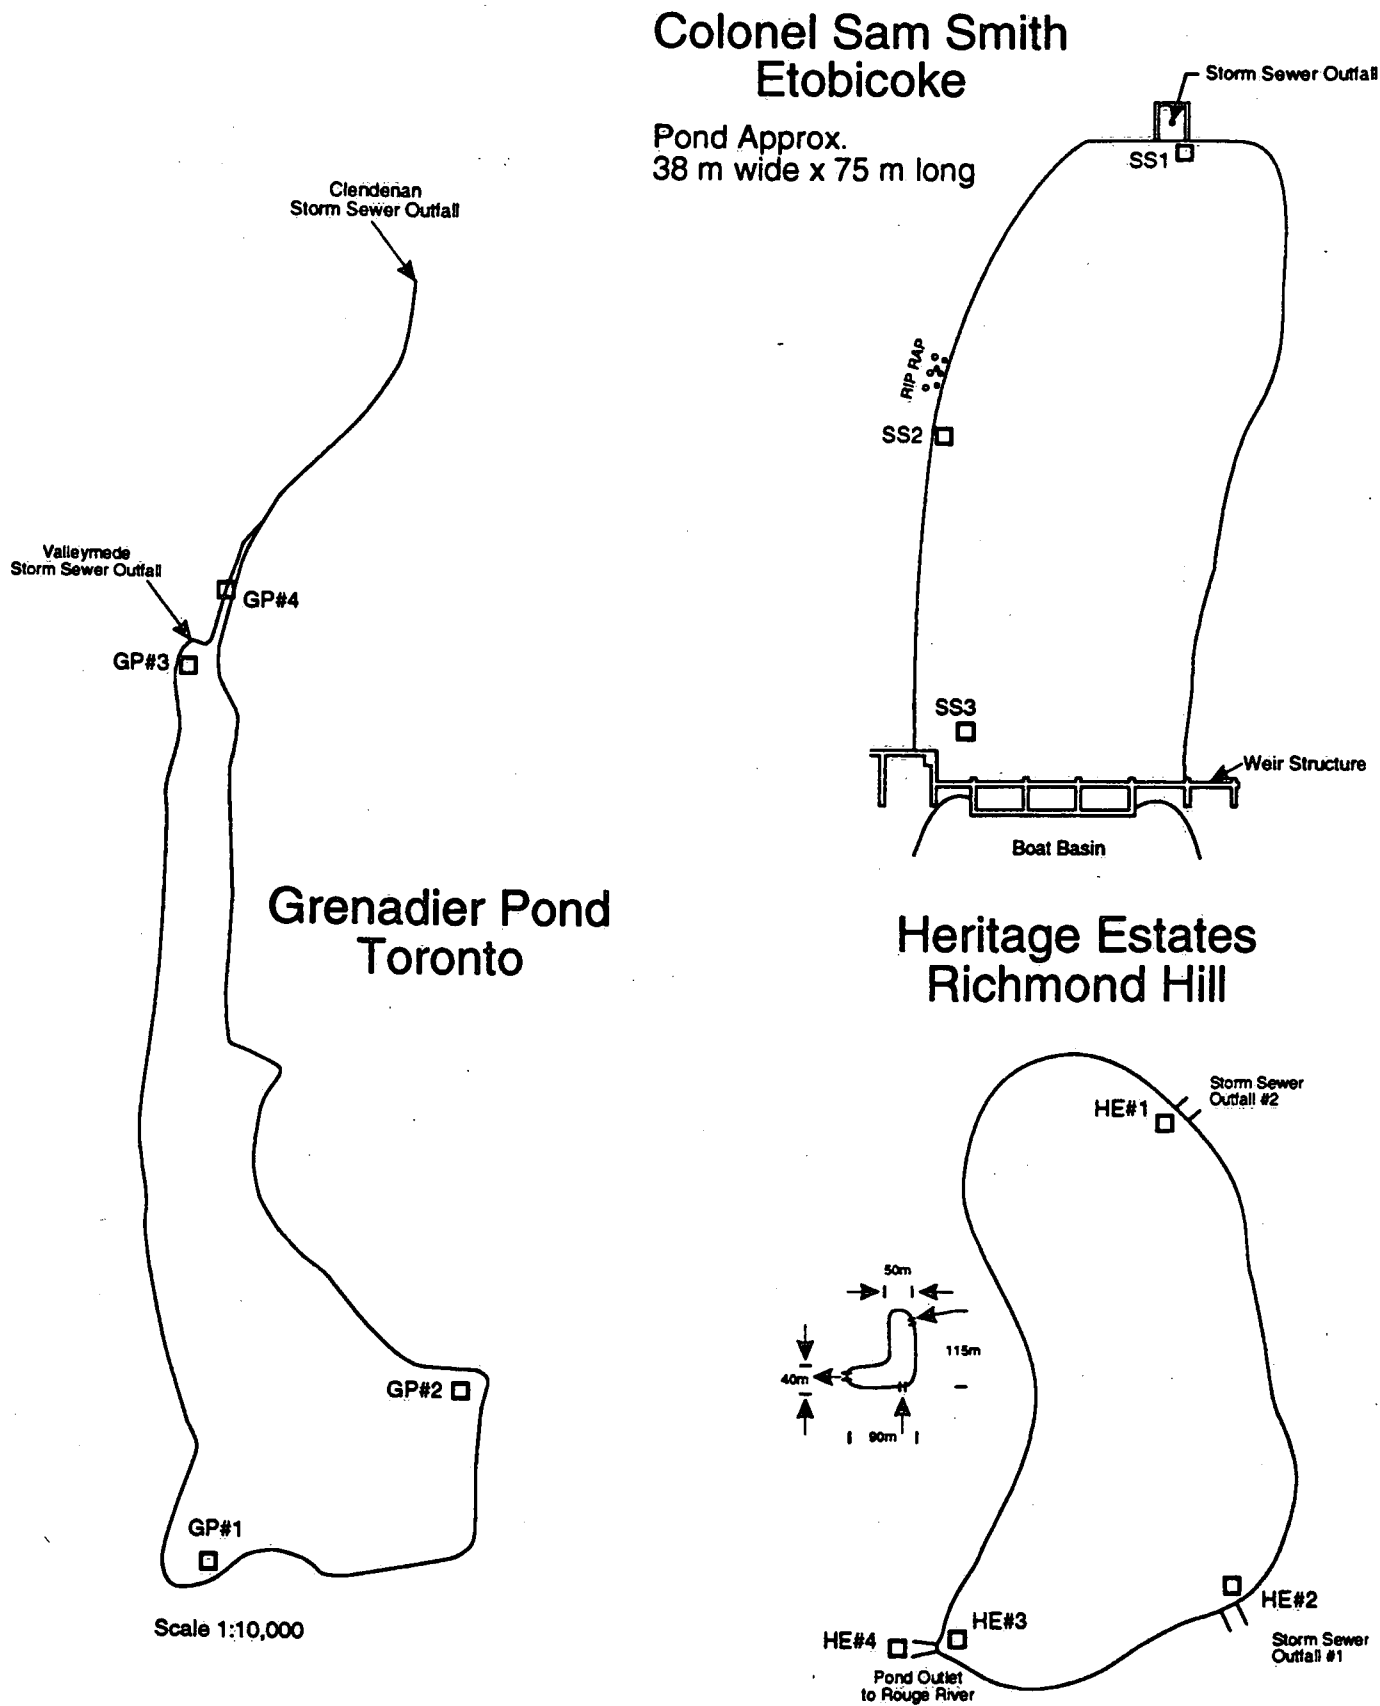 Colonel Sam Smith
Etobicoke
Pond Approx.
38 m wide x 75 m long
Storm Sewer Outfall
SS1
RIP RAP
SS2
SS3
Weir Structure
Boat Basin
Clendenan
Storm Sewer Outfall
Valleymede
Storm Sewer Outfall
GP#4
GP#3
Grenadier Pond
Toronto
GP#2
GP#1
Scale 1:10,000
Heritage Estates
Richmond Hill
HE#1
Storm Sewer
Outfall #2
50m
115m
40m
90m
HE#2
Storm Sewer
Outfall #1
HE#3
HE#4
Pond Outlet
to Rouge River